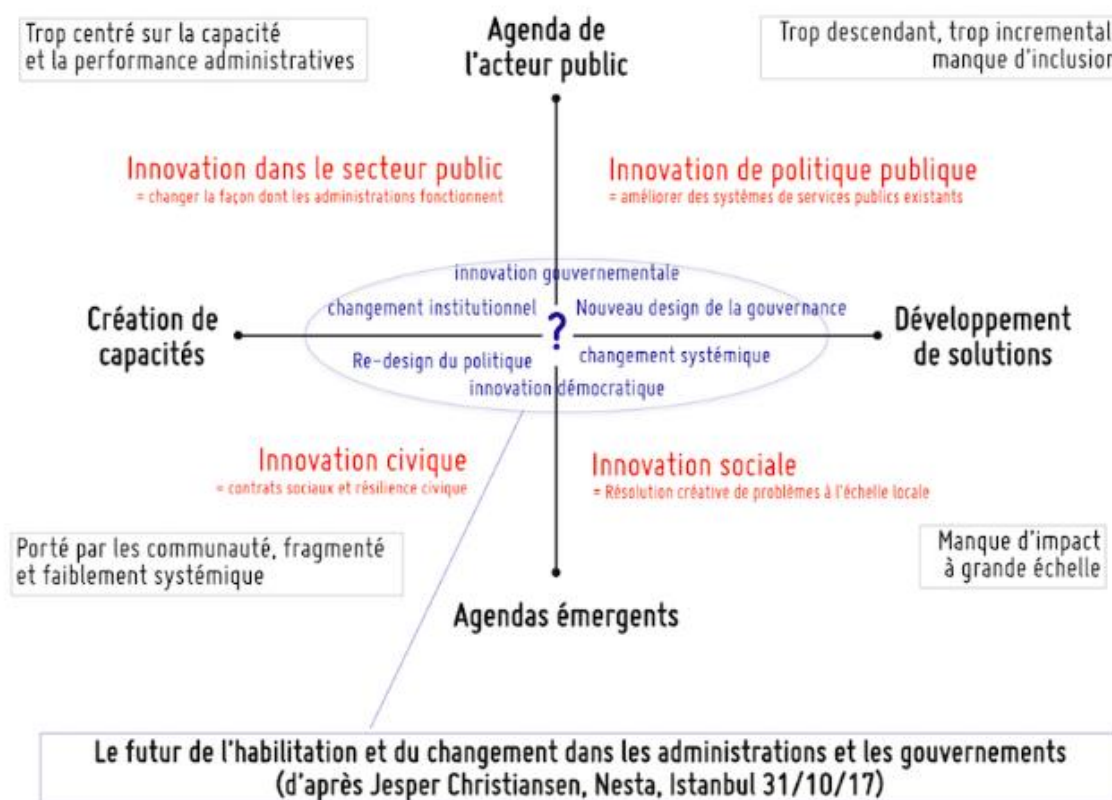 Trop centré sur la capacité
et la performance administratives
Agenda de
l'acteur public
Trop descendant, trop incremental
manque d'inclusion
Innovation dans le secteur public
= changer la façon dont les administrations fonctionnent
Innovation de politique publique
= améliorer des systèmes de services publics existants
innovation gouvernementale
changement institutionnel
Nouveau design de la gouvernance
Création de
capacités
?
Développement
de solutions
Re-design du politique
changement systémique
innovation démocratique
Innovation civique
= contrats sociaux et résilience civique
Innovation sociale
= Résolution créative de problèmes à l'échelle locale
Porté par les communauté, fragmenté
et faiblement systémique
Manque d'impact
à grande échelle
Agendas émergents
Le futur de l'habilitation et du changement dans les administrations et les gouvernements
(d'après Jesper Christiansen, Nesta, Istanbul 31/10/17)